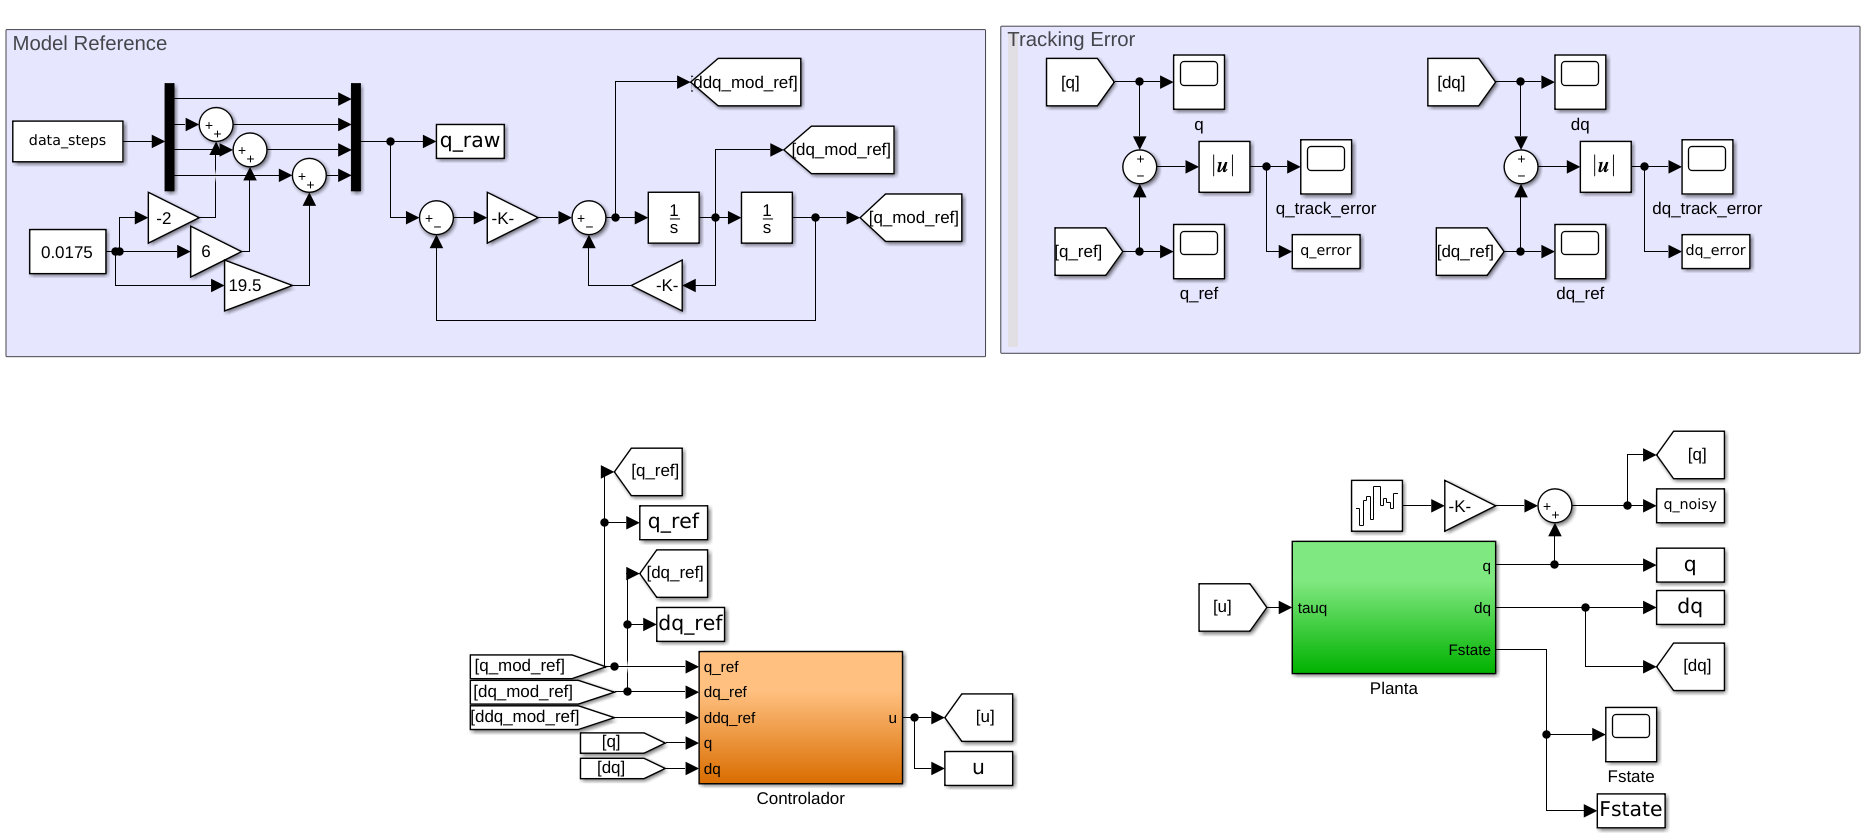 Model Reference
data_steps
+
+
+
+
+
+
-2
0.0175
6
19.5
q_raw
[ddq_mod_ref]
[dq_mod_ref]
[q_mod_ref]
+
−
-K-
+
−
1
s
1
s
-K-
Tracking Error
[q]
q
+
−
|u|
q_track_error
[q_ref]
q_ref
q_error
[dq]
dq
+
−
|u|
dq_track_error
[dq_ref]
dq_ref
dq_error
[q_ref]
q_ref
[dq_ref]
dq_ref
[q_mod_ref]
[dq_mod_ref]
[ddq_mod_ref]
[q]
[dq]
q_ref
dq_ref
ddq_ref
q
dq
u
Controlador
[u]
u
-K-
+
+
[q]
q_noisy
[u]
tauq
q
dq
Fstate
Planta
q
dq
[dq]
Fstate
Fstate